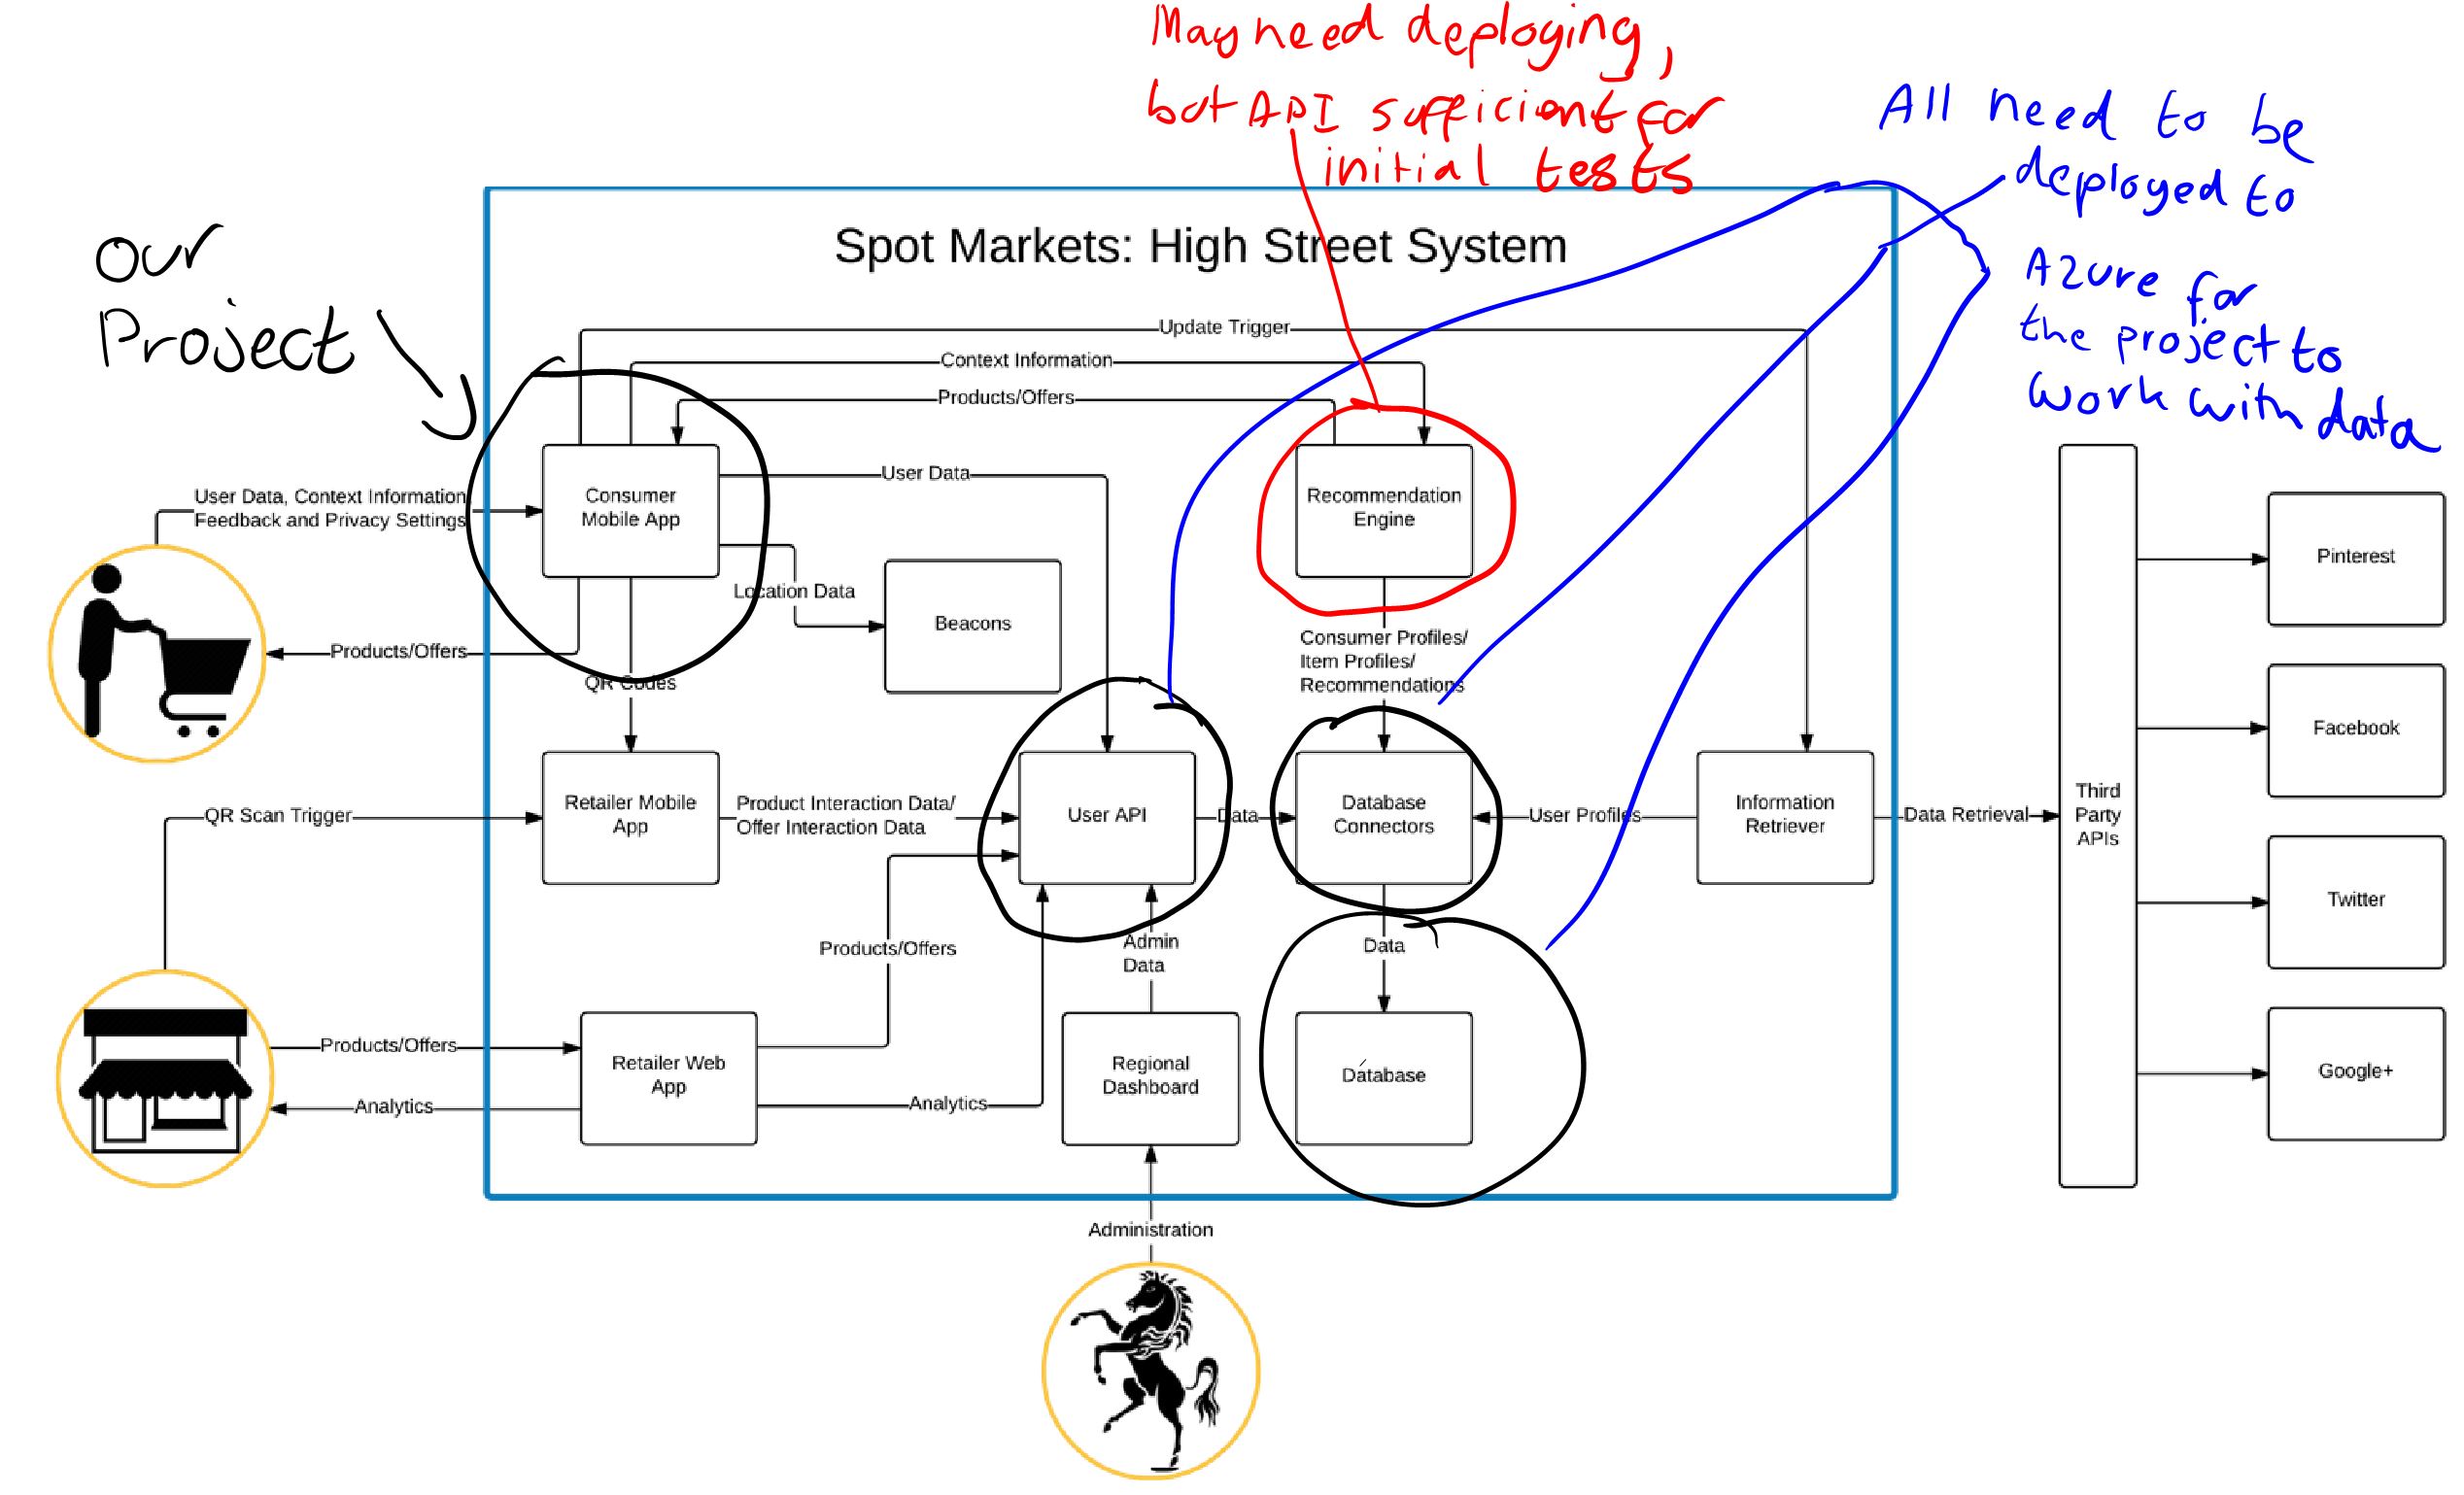 May need deploying,
but API sufficient for
initial tests
All need to be
deployed to
Azure for
the project to
work with data
our
Project
Spot Markets: High Street System
Update Trigger
Context Information
Products/Offers
User Data
Consumer
Mobile App
Recommendation
Engine
User Data, Context Information
Feedback and Privacy Settings
Location Data
Beacons
Products/Offers
QR Codes
Consumer Profiles/
Item Profiles/
Recommendations
Pinterest
Facebook
QR Scan Trigger
Retailer Mobile
App
Product Interaction Data/
Offer Interaction Data
User API
Data
Database
Connectors
User Profiles
Information
Retriever
Data Retrieval
Third
Party
APIs
Twitter
Products/Offers
Admin
Data
Data
Products/Offers
Analytics
Retailer Web
App
Analytics
Regional
Dashboard
Database
Google+
Administration